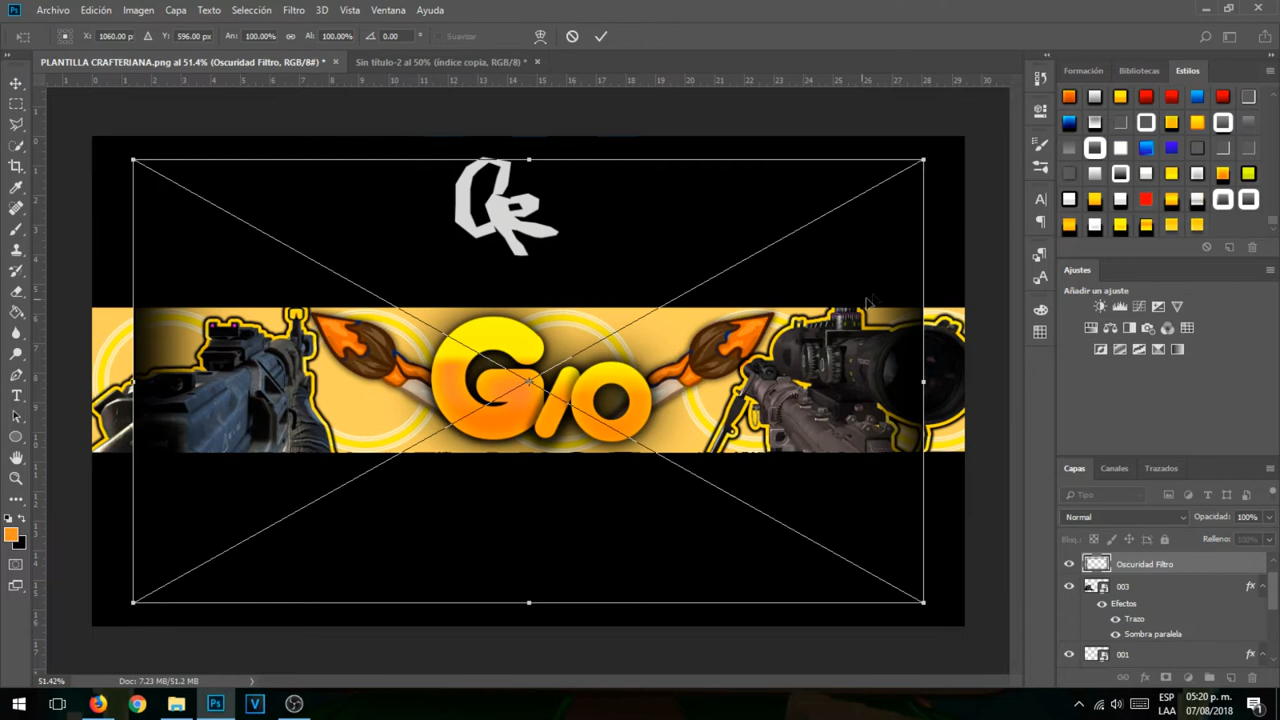 Ps Archivo Edición Imagen Capa Texto Selección Filtro 3D Vista Ventana Ayuda
X: 1060.00 px Y: 596.00 px An: 100.00% Al: 100.00% 0.00 Suavizar
PLANTILLA CRAFTERIANA.png al 51.4% (Oscuridad Filtro, RGB/8#) *
Sin título-2 al 50% (índice copia, RGB/8) *
Formación Bibliotecas Estilos
Gio
Ajustes
Añadir un ajuste
Capas Canales Trazados
Tipo
Normal Opacidad: 100%
Bloq.: Relleno: 100%
Oscuridad Filtro
003 fx
Efectos
Trazo
Sombra paralela
001 fx
51.42% Doc: 7.23 MB/51.2 MB
Ps V ESP 05:20 p. m.
LAA 07/08/2018